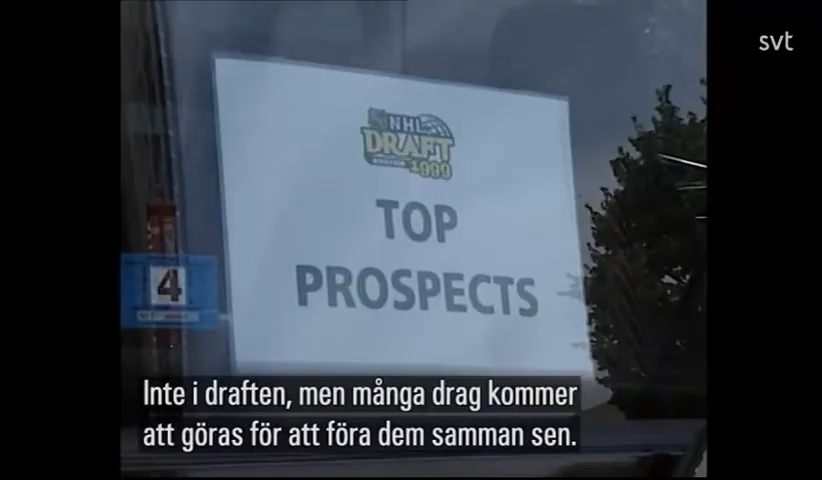 svt
NHL
DRAFT
1999
TOP
PROSPECTS
4
Inte i draften, men många drag kommer
att göras för att föra dem samman sen.